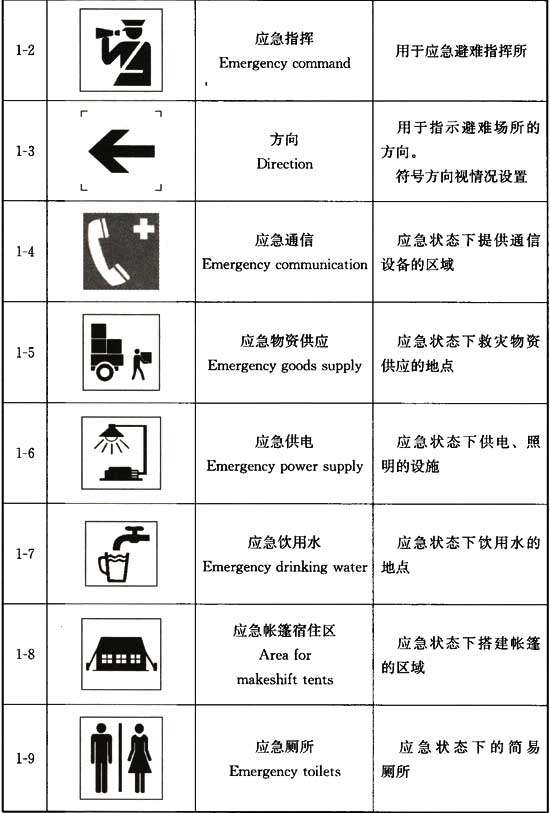 1-2
应急指挥
Emergency command
用于应急避难指挥所
1-3
方向
Direction
用于指示避难场所的
方向。
符号方向视情况设置
1-4
应急通信
Emergency communication
应急状态下提供通信
设备的区域
1-5
应急物资供应
Emergency goods supply
应急状态下救灾物资
供应的地点
1-6
应急供电
Emergency power supply
应急状态下供电、照
明的设施
1-7
应急饮用水
Emergency drinking water
应急状态下饮用水的
地点
1-8
应急帐篷宿住区
Area for
makeshift tents
应急状态下搭建帐篷
的区域
1-9
应急厕所
Emergency toilets
应急状态下的简易
厕所